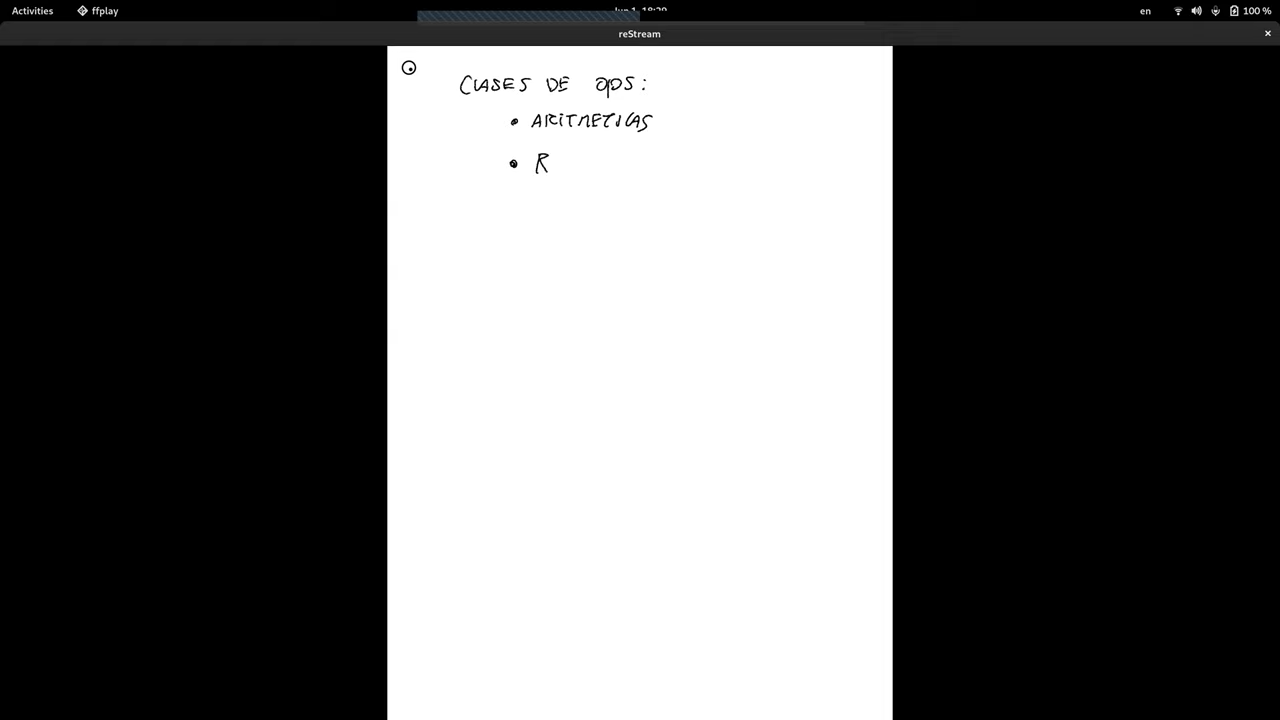 Activities ffplay en 100 %
reStream
CLASES DE OPS:
• ARITMETICAS
• R